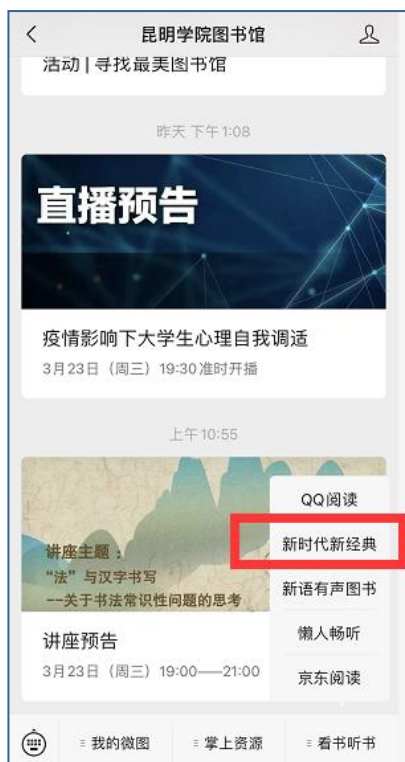 昆明学院图书馆
活动 | 寻找最美图书馆
昨天 下午1:08
直播预告
疫情影响下大学生心理自我调适
3月23日（周三）19:30准时开播
上午10:55
讲座主题：
“法”与汉字书写
--关于书法常识性问题的思考
讲座预告
3月23日（周三）19:00——21:00
QQ阅读
新时代新经典
新语有声图书
懒人畅听
京东阅读
我的微图
掌上资源
看书听书